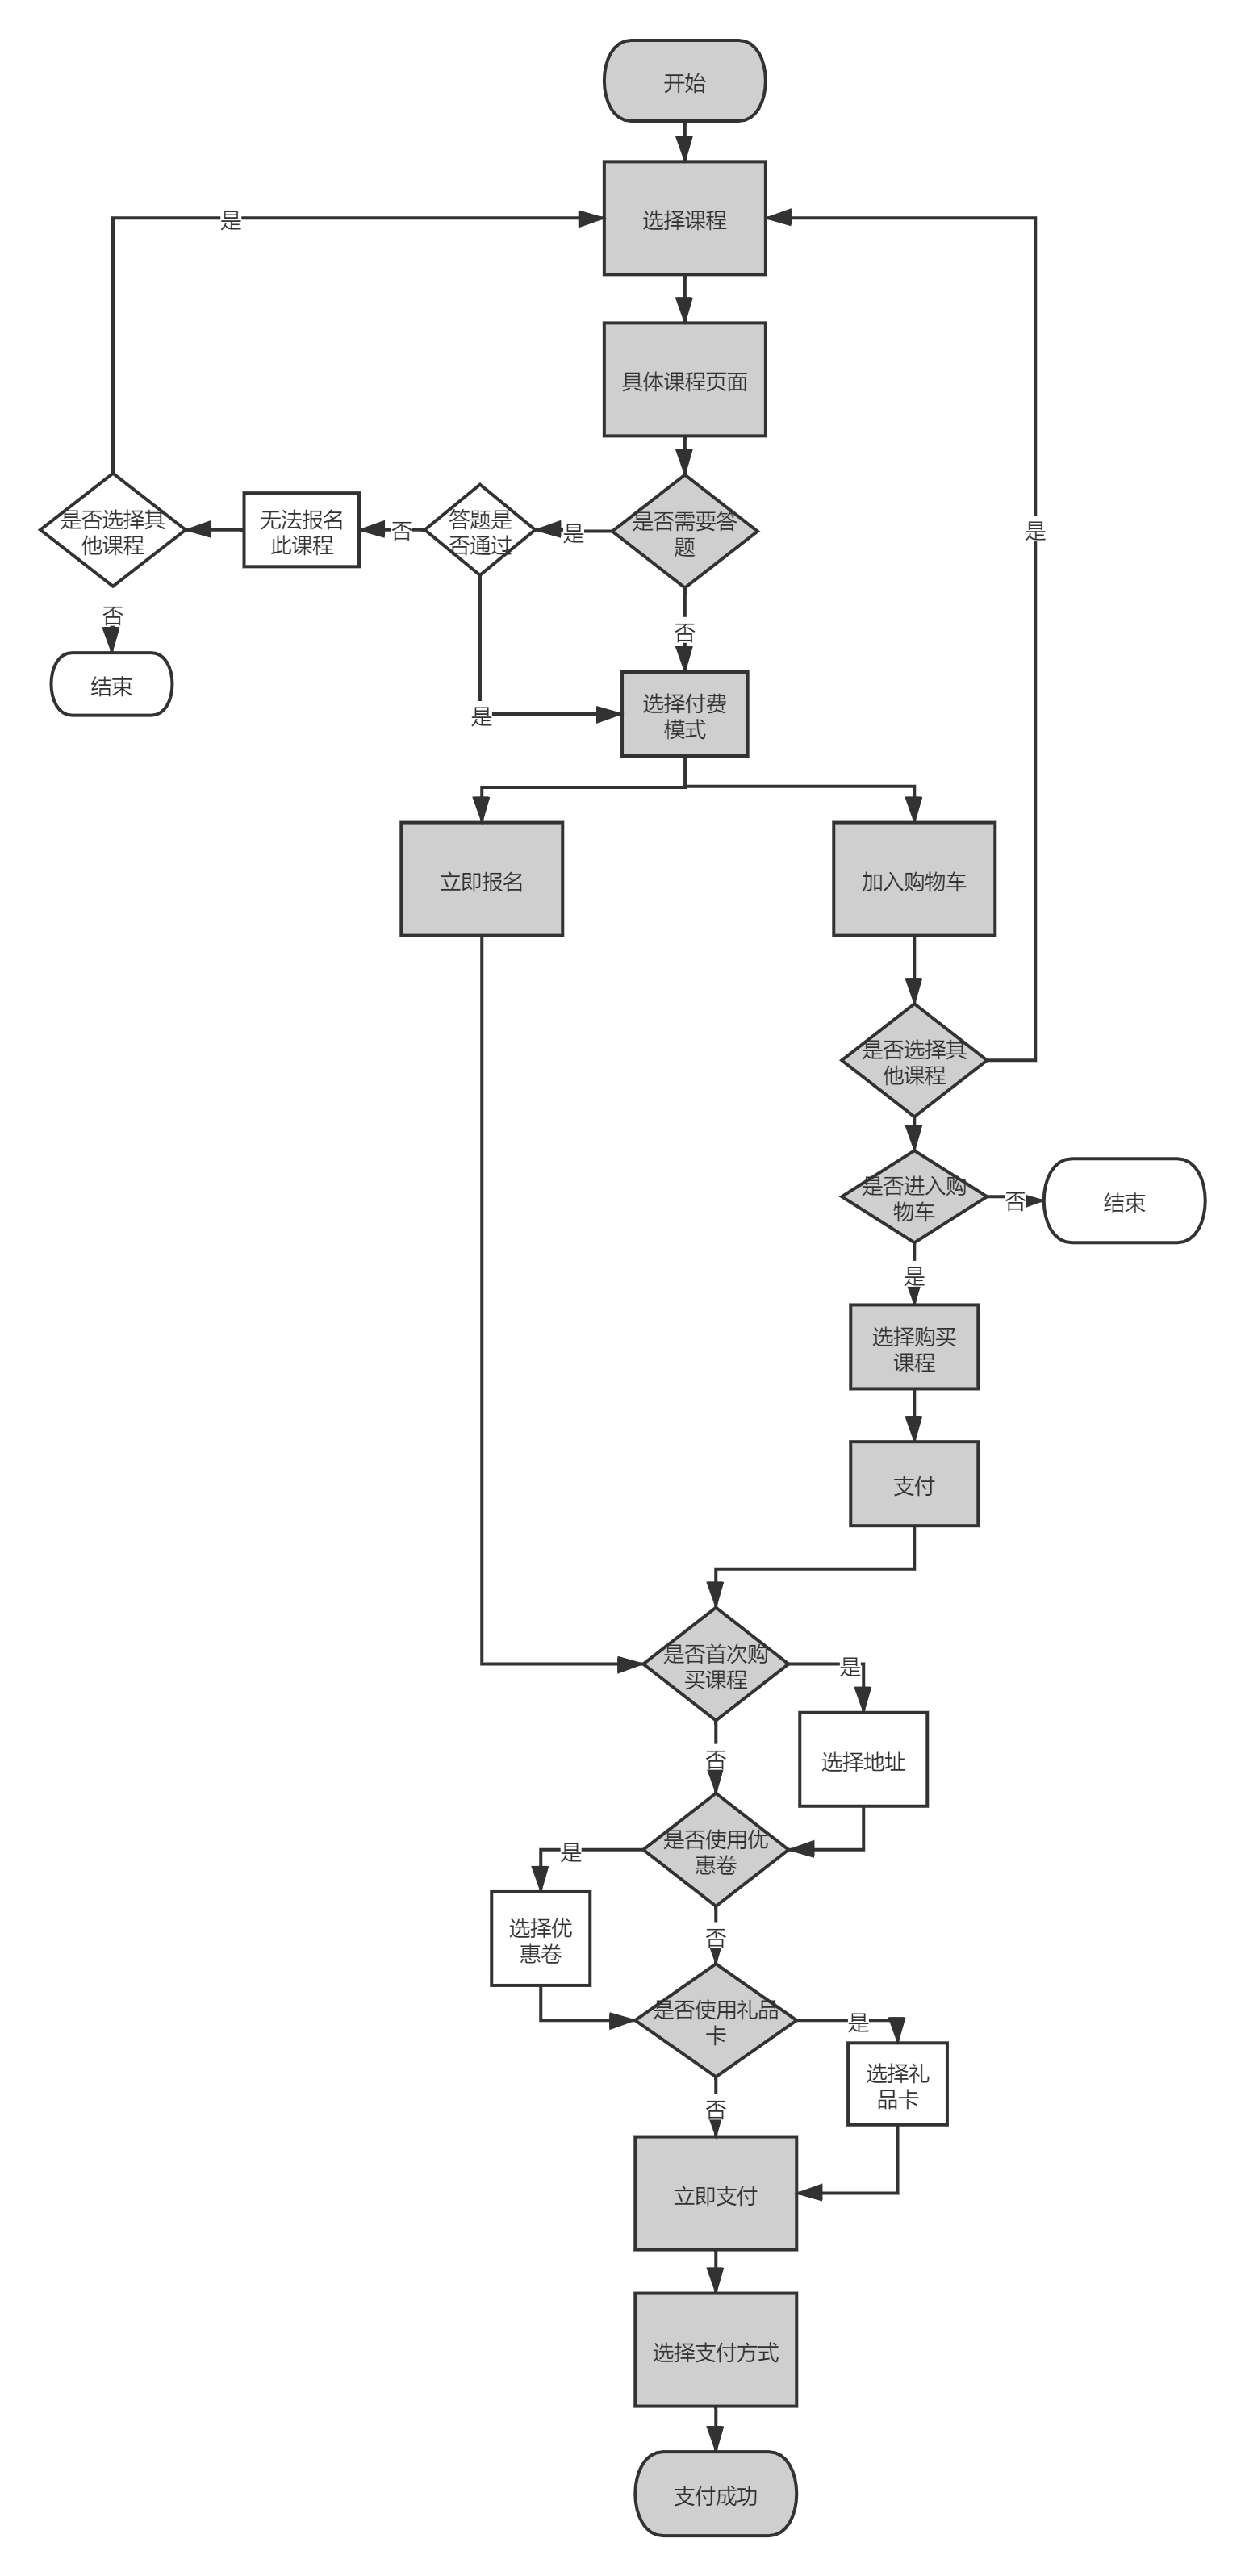 开始
是
选择课程
具体课程页面
是否选择其
他课程
无法报名
此课程
否
答题是
否通过
是
是否需要答
题
是
否
否
结束
是
选择付费
模式
立即报名
加入购物车
是否选择其
他课程
是否进入购
物车
否
结束
是
选择购买
课程
支付
是否首次购
买课程
是
否
选择地址
是否使用优
惠卷
是
选择优
惠卷
否
是否使用礼品
卡
是
选择礼
品卡
否
立即支付
选择支付方式
支付成功